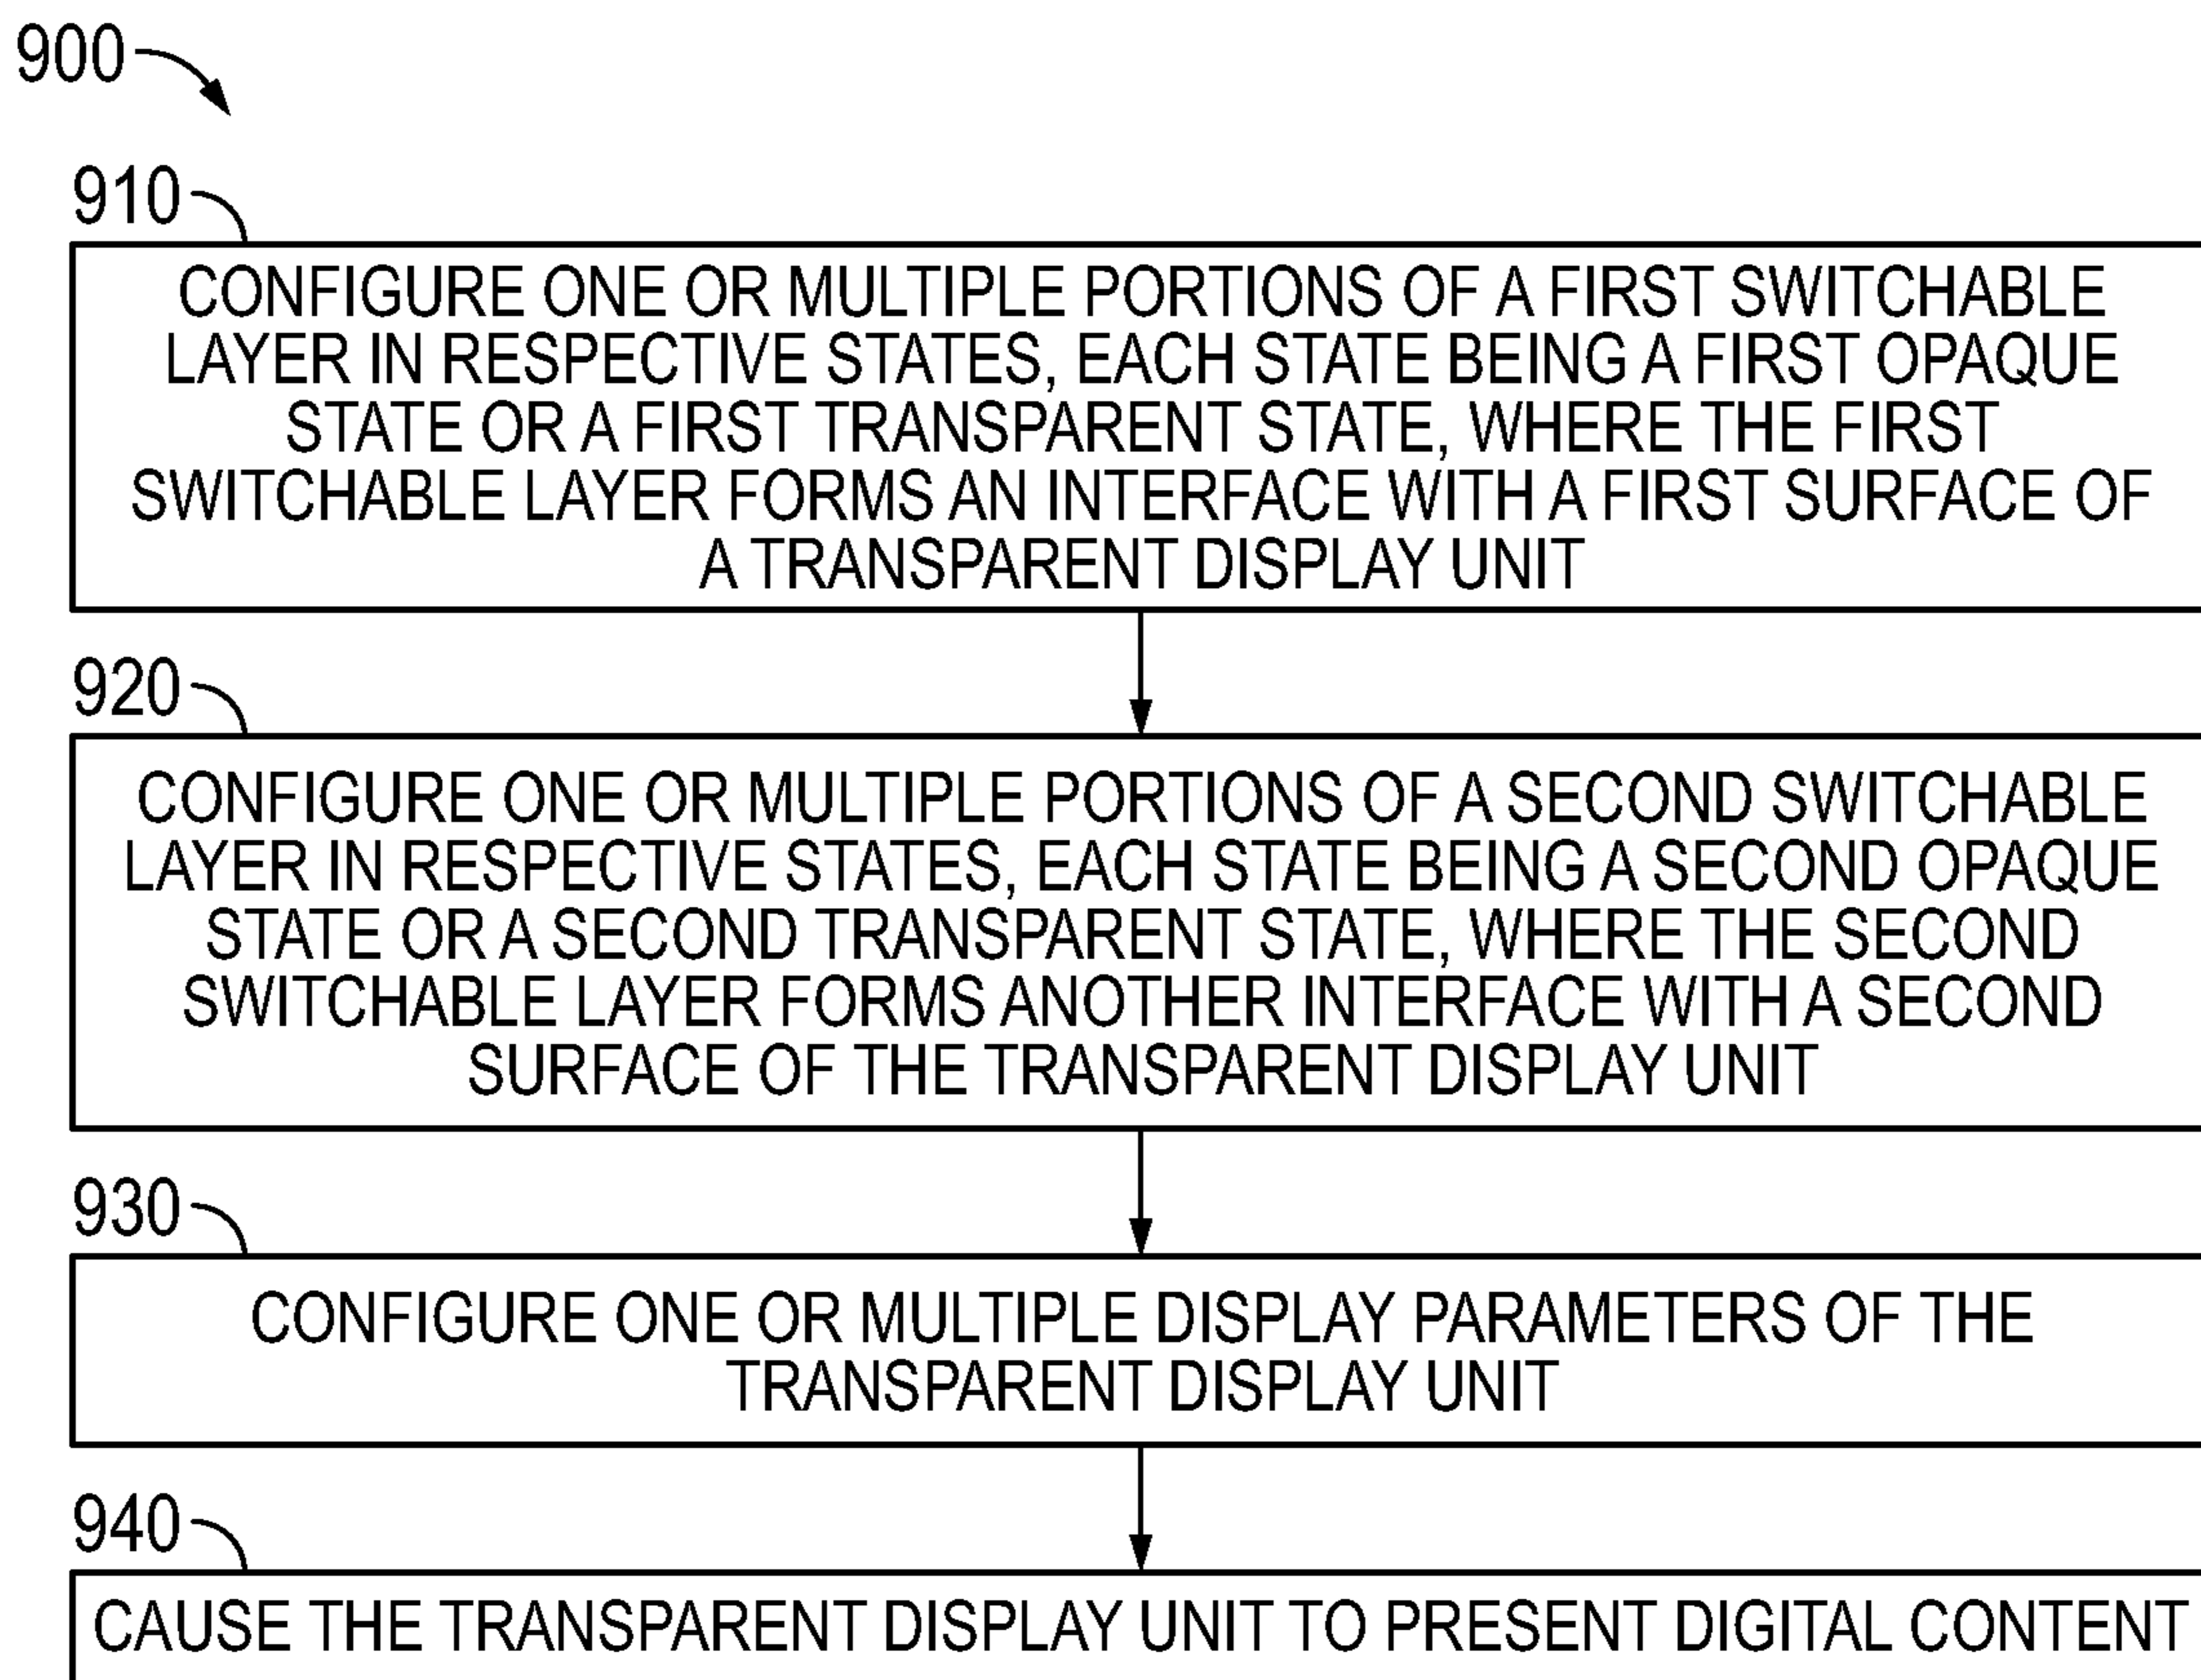 900
910
CONFIGURE ONE OR MULTIPLE PORTIONS OF A FIRST SWITCHABLE
LAYER IN RESPECTIVE STATES, EACH STATE BEING A FIRST OPAQUE
STATE OR A FIRST TRANSPARENT STATE, WHERE THE FIRST
SWITCHABLE LAYER FORMS AN INTERFACE WITH A FIRST SURFACE OF
A TRANSPARENT DISPLAY UNIT
920
CONFIGURE ONE OR MULTIPLE PORTIONS OF A SECOND SWITCHABLE
LAYER IN RESPECTIVE STATES, EACH STATE BEING A SECOND OPAQUE
STATE OR A SECOND TRANSPARENT STATE, WHERE THE SECOND
SWITCHABLE LAYER FORMS ANOTHER INTERFACE WITH A SECOND
SURFACE OF THE TRANSPARENT DISPLAY UNIT
930
CONFIGURE ONE OR MULTIPLE DISPLAY PARAMETERS OF THE
TRANSPARENT DISPLAY UNIT
940
CAUSE THE TRANSPARENT DISPLAY UNIT TO PRESENT DIGITAL CONTENT